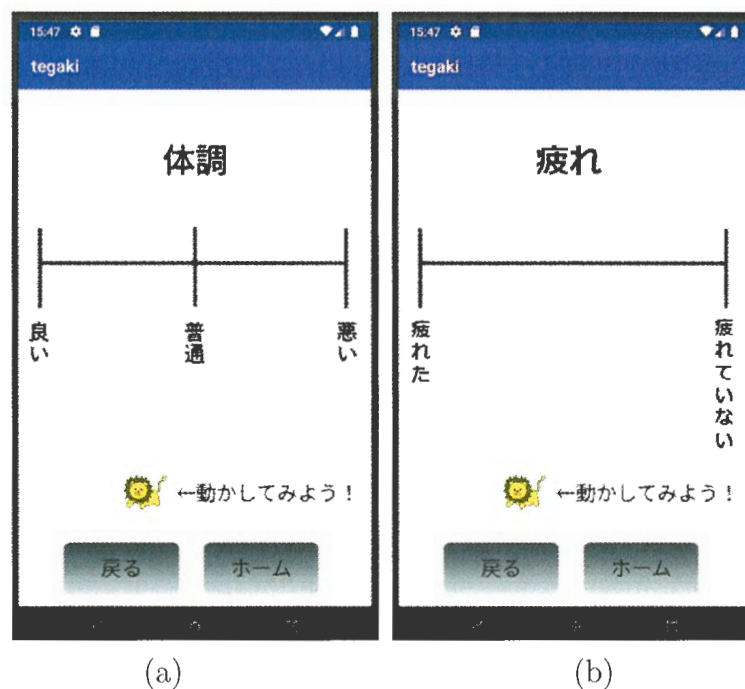 15:47
tegaki
体調
良い
普通
悪い
←動かしてみよう！
戻る
ホーム
(a)
15:47
tegaki
疲れ
疲れた
疲れていない
←動かしてみよう！
戻る
ホーム
(b)